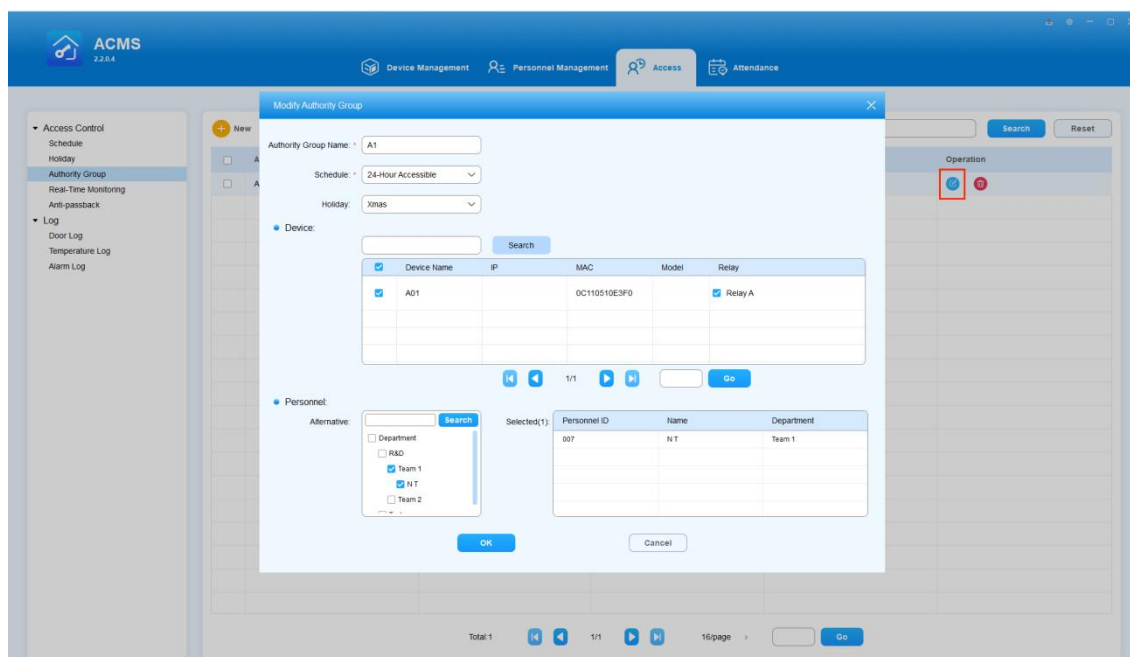 ACMS
2.2.0.4
Device Management Personnel Management Access Attendance
Modify Authority Group
Access Control
Schedule
Holiday
Authority Group
Real-Time Monitoring
Anti-passback
Log
Door Log
Temperature Log
Alarm Log
New
Search Reset
A Operation
A
Authority Group Name: * A1
Schedule: * 24-Hour Accessible
Holiday: Xmas
Device:
Search
Device Name IP MAC Model Relay
A01 0C110510E3F0 Relay A
1/1 Go
Personnel:
Alternative: Search
Department
R&D
Team 1
N T
Team 2
Selected(1): Personnel ID Name Department
007 N T Team 1
OK Cancel
Total:1 1/1 16/page Go